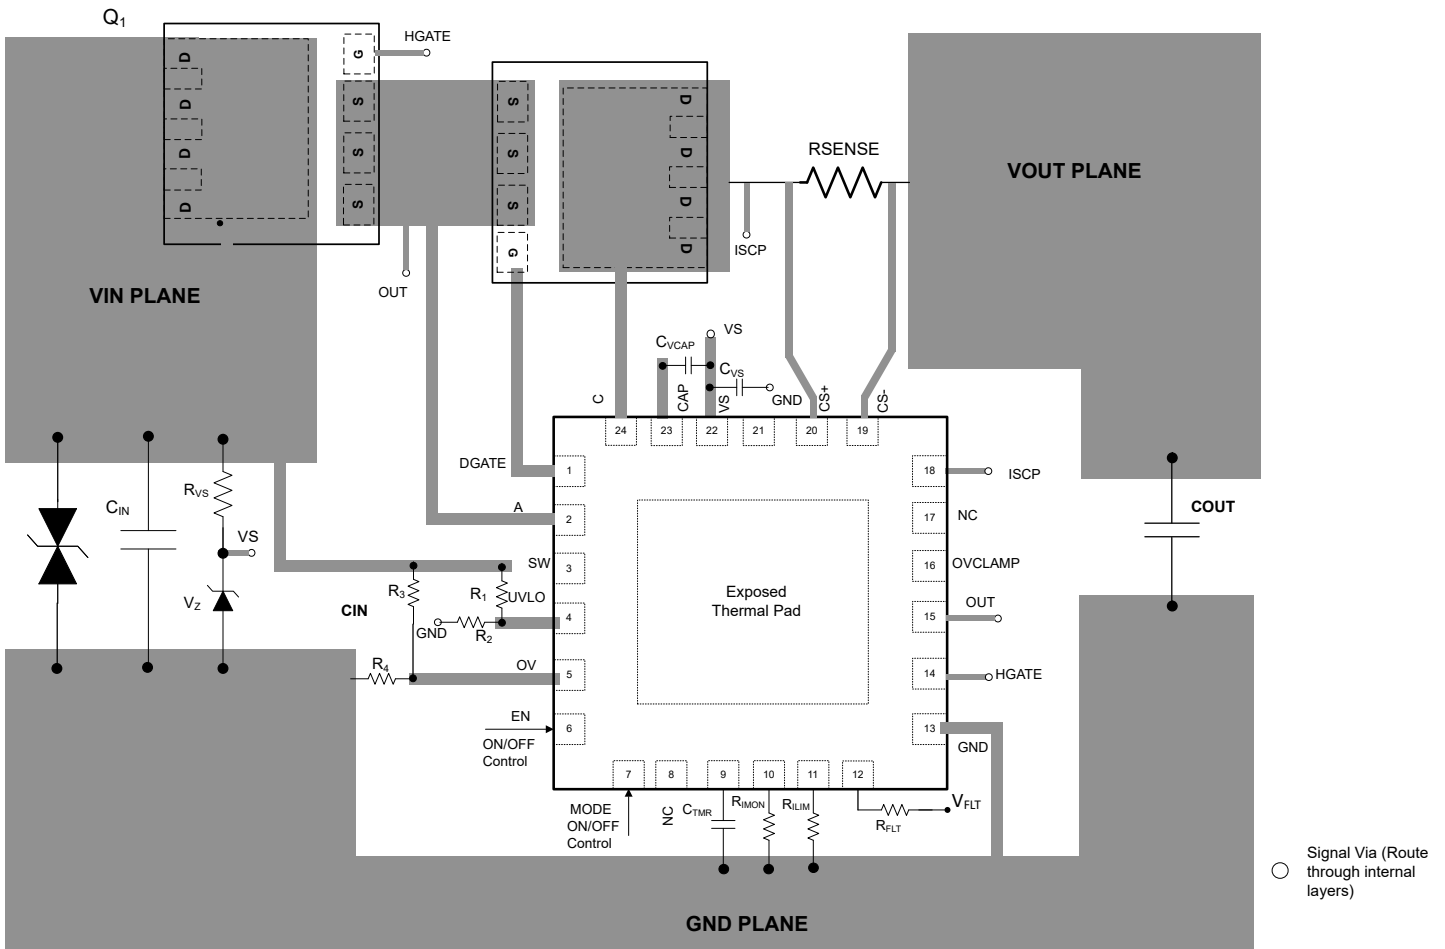 Q1
HGATE
D
D
D
D
G
S
S
S
S
S
S
G
D
D
D
D
RSENSE
VOUT PLANE
VIN PLANE
OUT
ISCP
VS
CVCAP
CVS
GND
C
CAP
VS
CS+
CS-
24
23
22
21
20
19
DGATE
1
A
2
SW
3
UVLO
4
OV
5
EN
ON/OFF
Control
6
18
ISCP
17
NC
16
OVCLAMP
15
OUT
14
HGATE
13
GND
Exposed
Thermal Pad
RVS
CIN
VS
VZ
CIN
R3
R1
GND
R2
R4
COUT
7
8
9
10
11
12
MODE
ON/OFF
Control
NC
CTMR
RIMON
RILIM
RFLT
VFLT
Signal Via (Route
through internal
layers)
GND PLANE